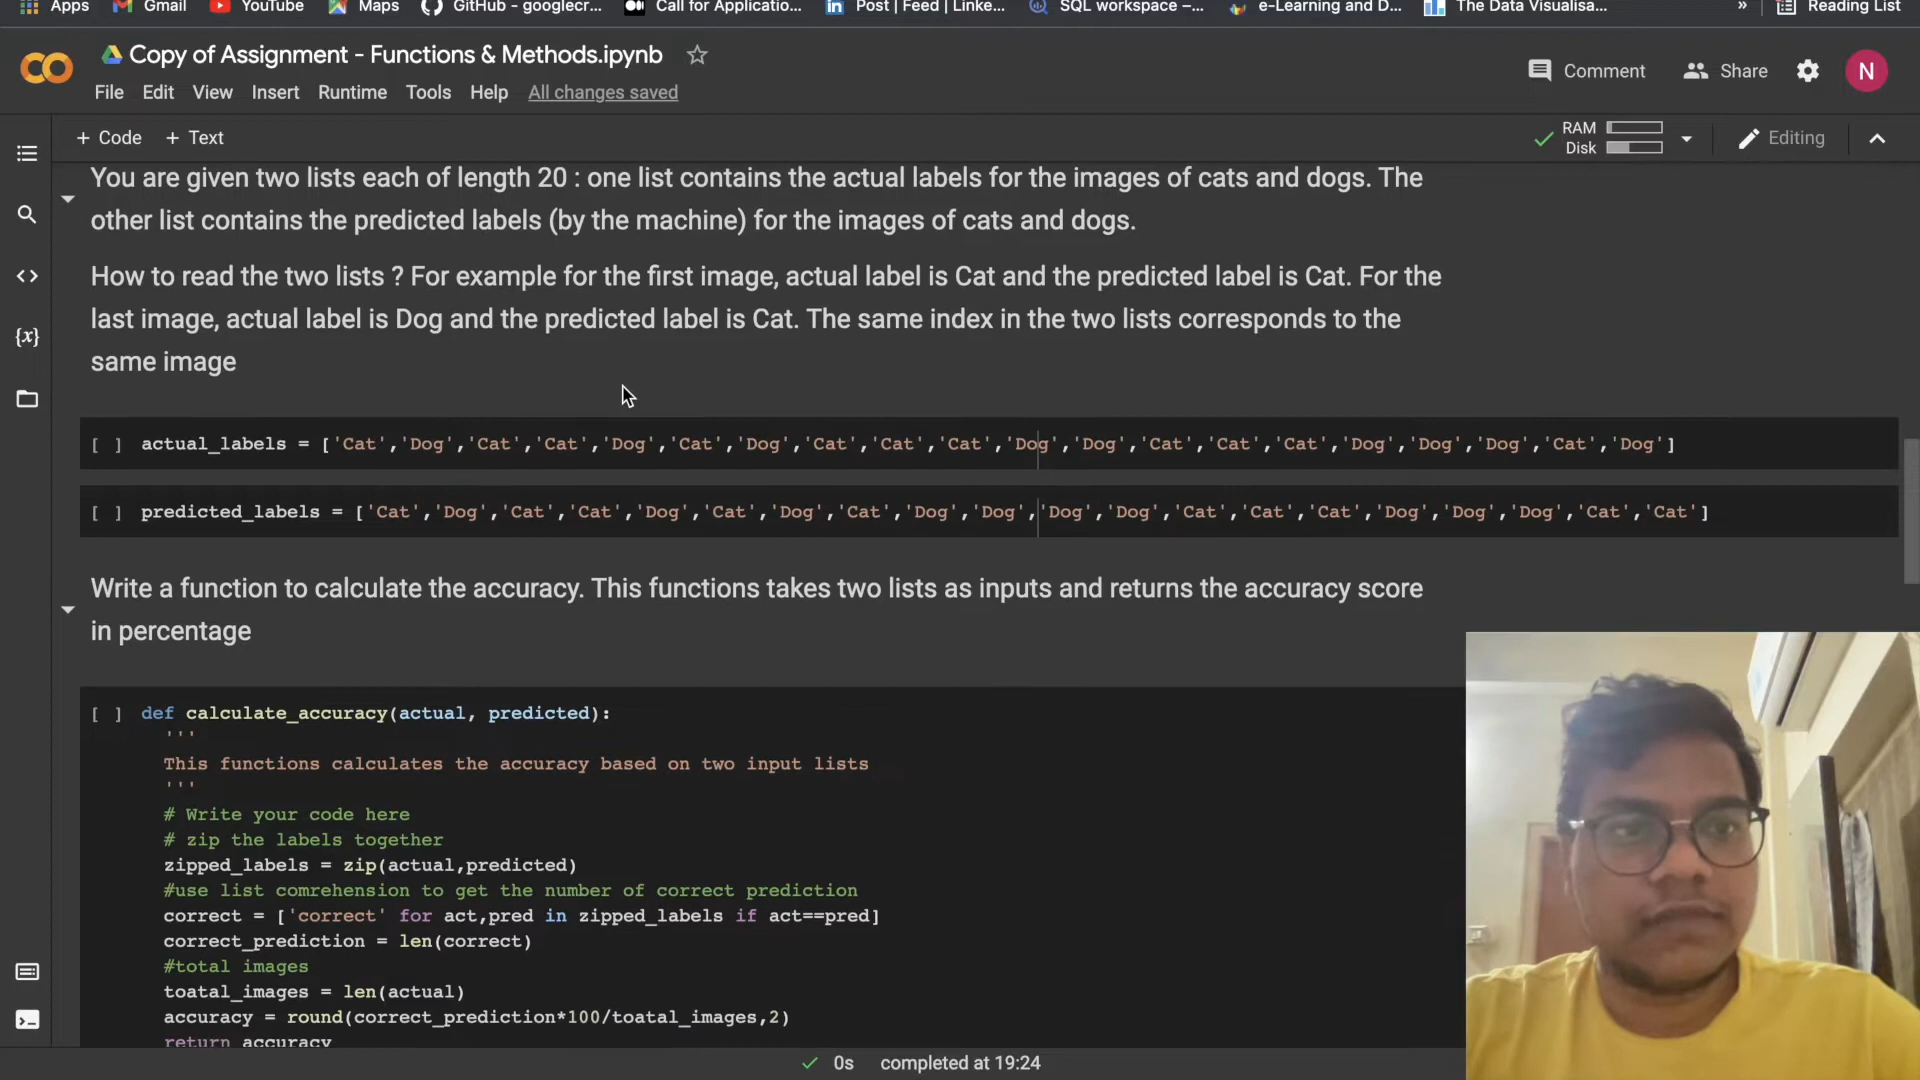 Apps Gmail YouTube Maps GitHub - googlecr... Call for Applicatio... Post | Feed | Linke... SQL workspace –... e-Learning and D... The Data Visualisa... » Reading List
Copy of Assignment - Functions & Methods.ipynb
Comment Share N
File Edit View Insert Runtime Tools Help All changes saved
+ Code + Text
RAM
Disk
Editing
You are given two lists each of length 20 : one list contains the actual labels for the images of cats and dogs. The
other list contains the predicted labels (by the machine) for the images of cats and dogs.
How to read the two lists ? For example for the first image, actual label is Cat and the predicted label is Cat. For the
last image, actual label is Dog and the predicted label is Cat. The same index in the two lists corresponds to the
same image
[ ] actual_labels = ['Cat','Dog','Cat','Cat','Dog','Cat','Dog','Cat','Cat','Cat','Dog','Dog','Cat','Cat','Cat','Dog','Dog','Dog','Cat','Dog']
[ ] predicted_labels = ['Cat','Dog','Cat','Cat','Dog','Cat','Dog','Cat','Dog','Dog','Dog','Dog','Cat','Cat','Cat','Dog','Dog','Dog','Cat','Cat']
Write a function to calculate the accuracy. This functions takes two lists as inputs and returns the accuracy score
in percentage
[ ] def calculate_accuracy(actual, predicted):
'''
This functions calculates the accuracy based on two input lists
'''
# Write your code here
# zip the labels together
zipped_labels = zip(actual,predicted)
#use list comrehension to get the number of correct prediction
correct = ['correct' for act,pred in zipped_labels if act==pred]
correct_prediction = len(correct)
#total images
toatal_images = len(actual)
accuracy = round(correct_prediction*100/toatal_images,2)
return accuracy
0s completed at 19:24